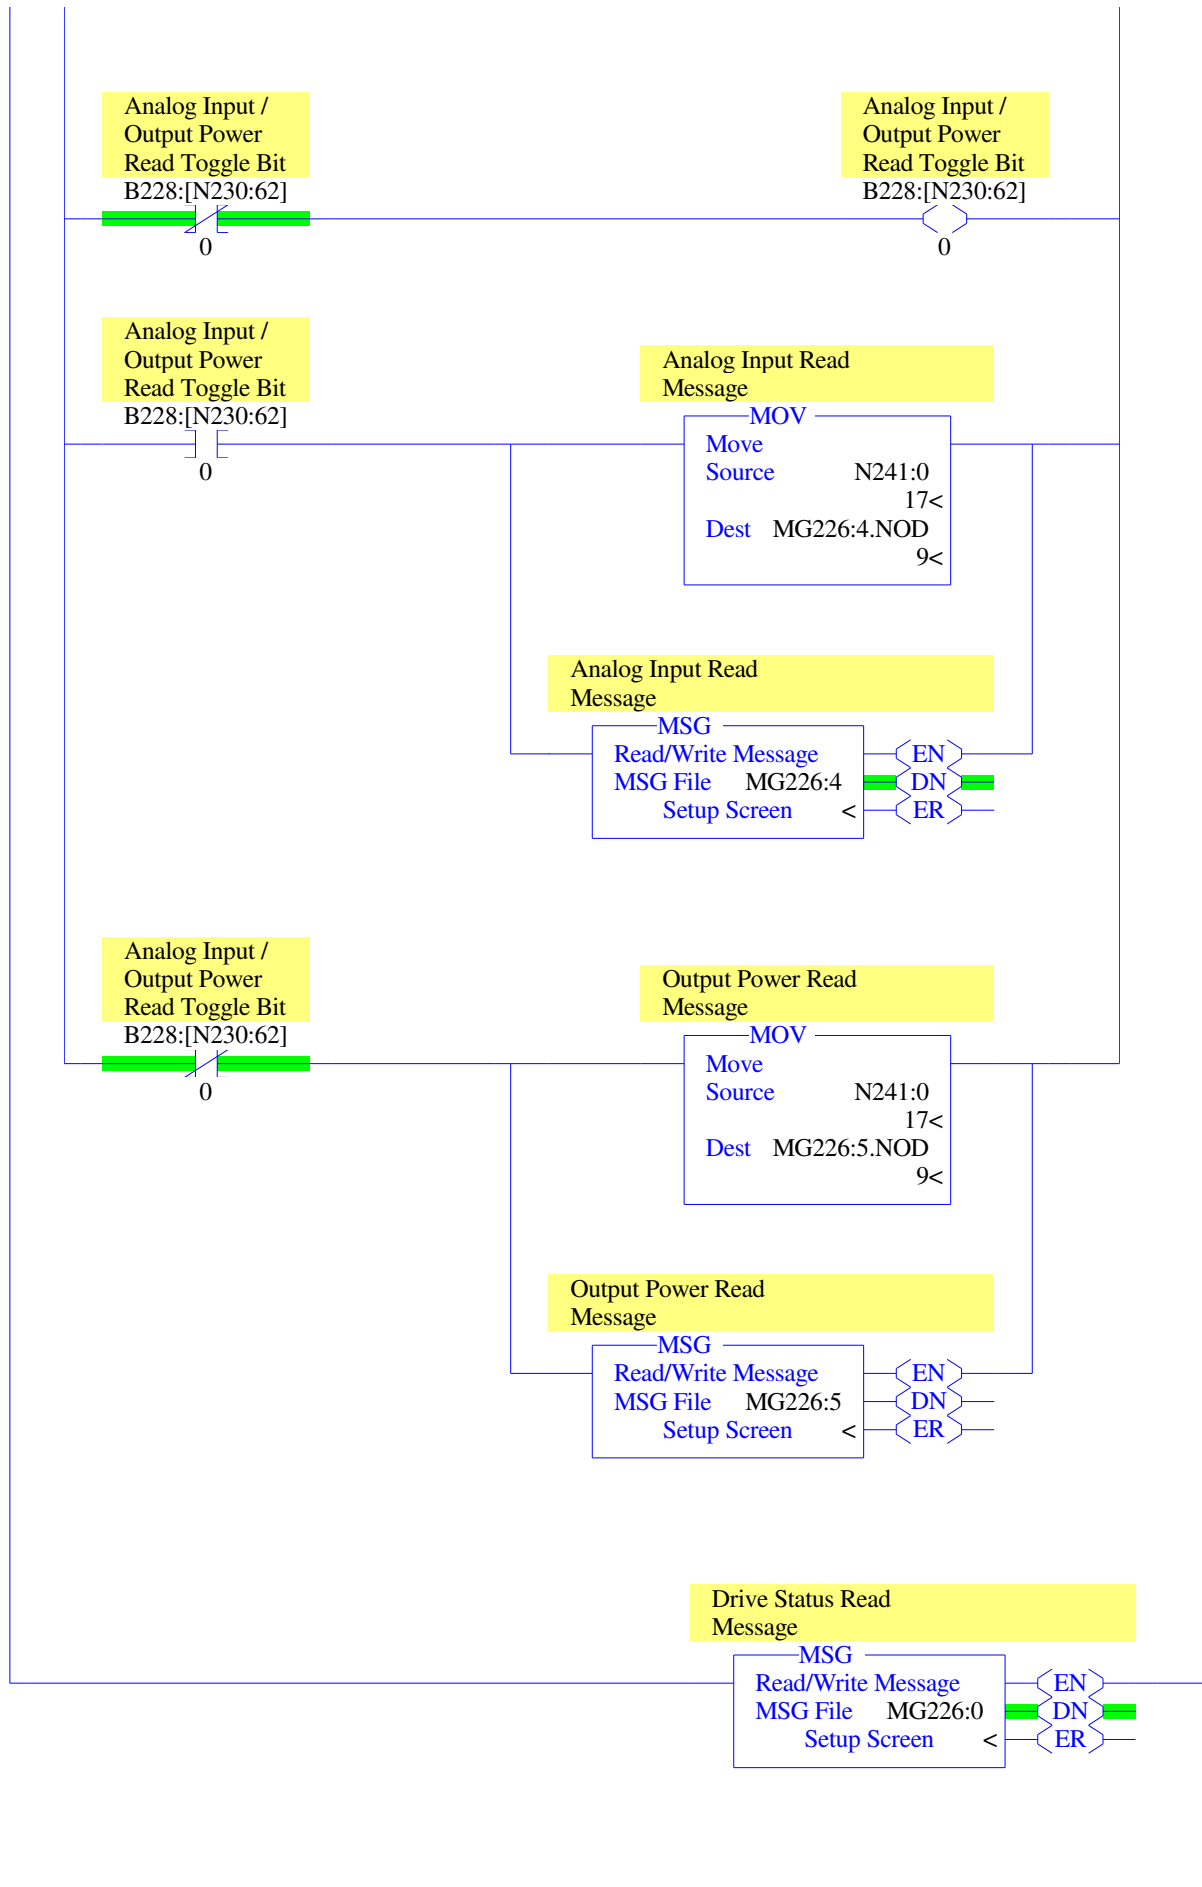 Analog Input /
Output Power
Read Toggle Bit
B228:[N230:62]
0
Analog Input /
Output Power
Read Toggle Bit
B228:[N230:62]
0
Analog Input /
Output Power
Read Toggle Bit
B228:[N230:62]
0
Analog Input Read
Message
MOV
Move
Source N241:0
17<
Dest MG226:4.NOD
9<
Analog Input Read
Message
MSG
Read/Write Message EN
MSG File MG226:4 DN
Setup Screen < ER
Analog Input /
Output Power
Read Toggle Bit
B228:[N230:62]
0
Output Power Read
Message
MOV
Move
Source N241:0
17<
Dest MG226:5.NOD
9<
Output Power Read
Message
MSG
Read/Write Message EN
MSG File MG226:5 DN
Setup Screen < ER
Drive Status Read
Message
MSG
Read/Write Message EN
MSG File MG226:0 DN
Setup Screen < ER